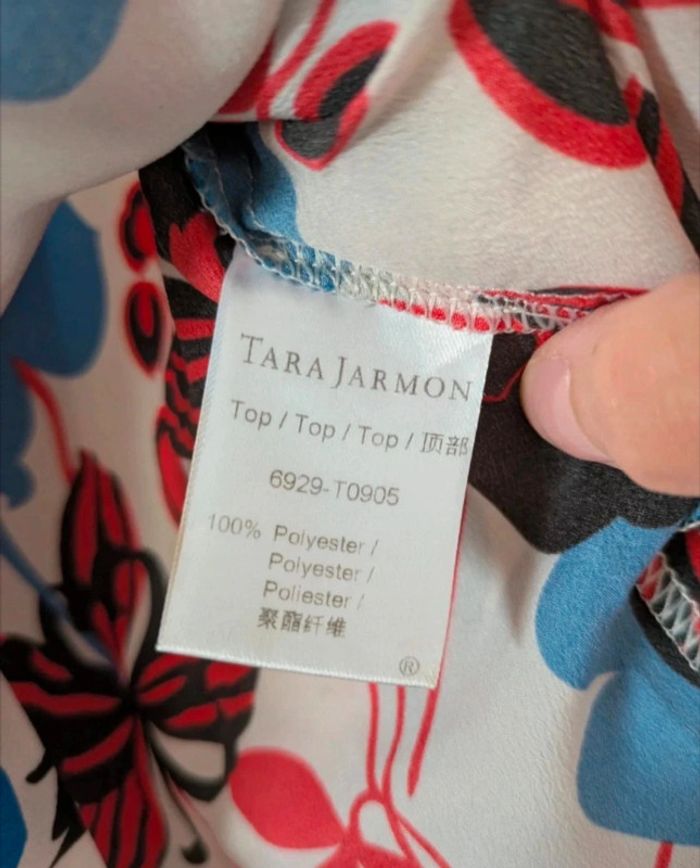 TARA JARMON
Top / Top / Top / 顶部
6929-T0905
100% Polyester /
Polyester /
Poliester /
聚酯纤维
®